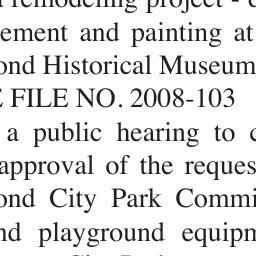 a remodeling project -
ement and painting at
ond Historical Museum
E FILE NO. 2008-103
a public hearing to c
approval of the reques
ond City Park Commi
nd playground equipm